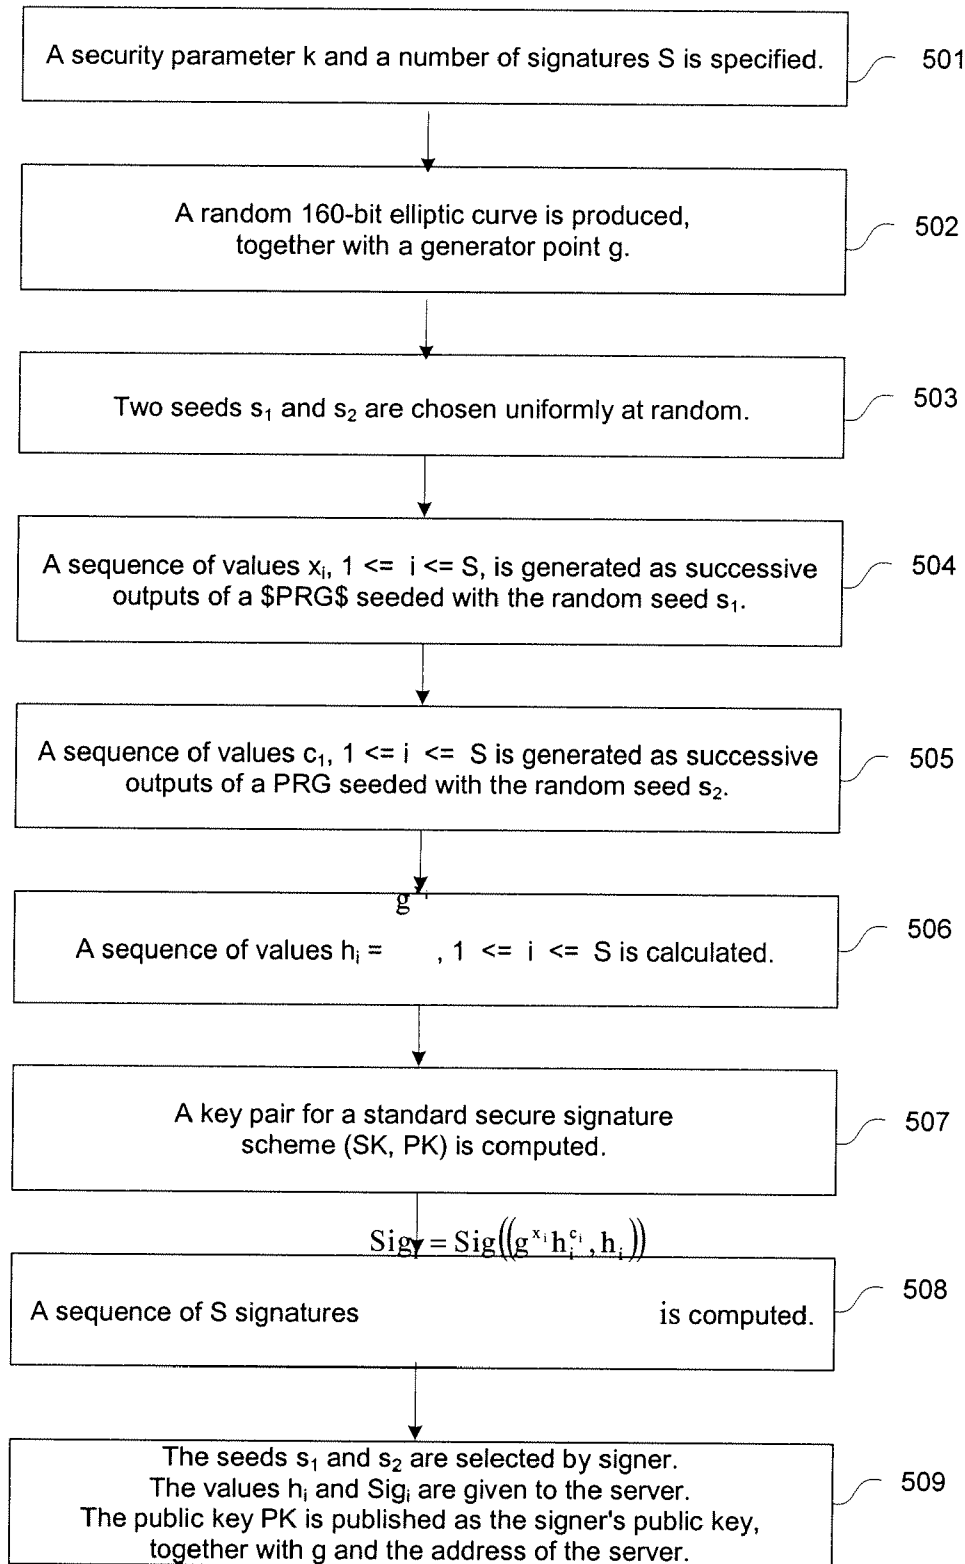 A security parameter k and a number of signatures S is specified.
501
A random 160-bit elliptic curve is produced,
together with a generator point g.
502
Two seeds s₁ and s₂ are chosen uniformly at random.
503
A sequence of values xᵢ, 1 <= i <= S, is generated as successive
outputs of a $PRG$ seeded with the random seed s₁.
504
A sequence of values c₁, 1 <= i <= S is generated as successive
outputs of a PRG seeded with the random seed s₂.
505
g
A sequence of values hᵢ = , 1 <= i <= S is calculated.
506
A key pair for a standard secure signature
scheme (SK, PK) is computed.
507
Sig = Sig((g^{xᵢ} hᵢ^{cᵢ}, hᵢ))
A sequence of S signatures is computed.
508
The seeds s₁ and s₂ are selected by signer.
The values hᵢ and Sigᵢ are given to the server.
The public key PK is published as the signer's public key,
together with g and the address of the server.
509